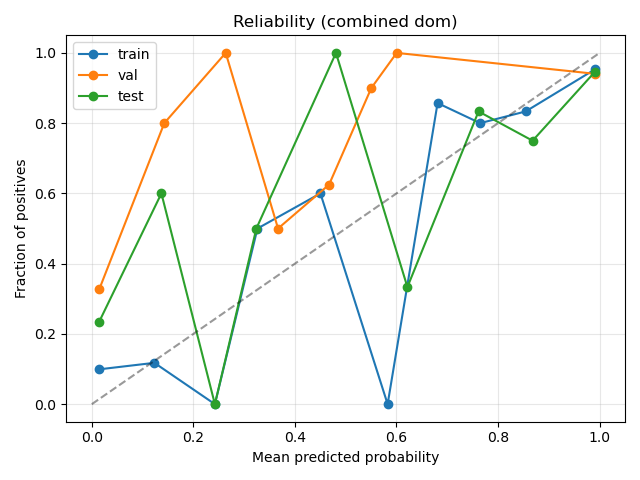 Reliability (combined dom)
train
val
test
Fraction of positives
1.0
0.8
0.6
0.4
0.2
0.0
0.0 0.2 0.4 0.6 0.8 1.0
Mean predicted probability